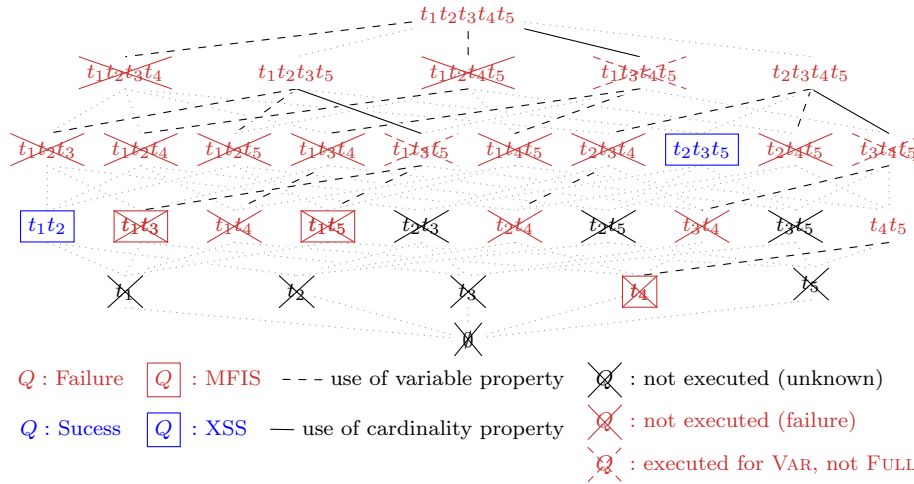 t₁t₂t₃t₄t₅
t₁t₂t₃t₄ t₁t₂t₃t₅ t₁t₂t₄t₅ t₁t₃t₄t₅ t₂t₃t₄t₅
t₁t₂t₃ t₁t₂t₄ t₁t₂t₅ t₁t₃t₄ t₁t₃t₅ t₁t₄t₅ t₂t₃t₄ t₂t₃t₅ t₂t₄t₅ t₃t₄t₅
t₁t₂ t₁t₃ t₁t₄ t₁t₅ t₂t₃ t₂t₄ t₂t₅ t₃t₄ t₃t₅ t₄t₅
t₁ t₂ t₃ t₄ t₅
∅
Q : Failure Q : MFIS use of variable property Q : not executed (unknown)
Q : Sucess Q : XSS use of cardinality property Q : not executed (failure)
Q : executed for VAR, not FULL